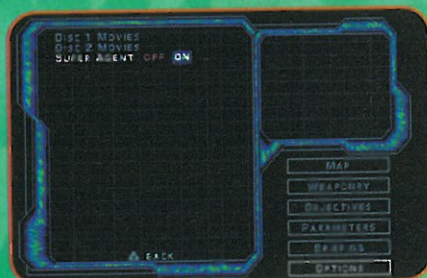 Disc 1 Movies
Disc 2 Movies
Super Agent OFF ON
BACK
MAP
WEAPONRY
OBJECTIVES
PARAMETERS
BRIEFING
OPTIONS